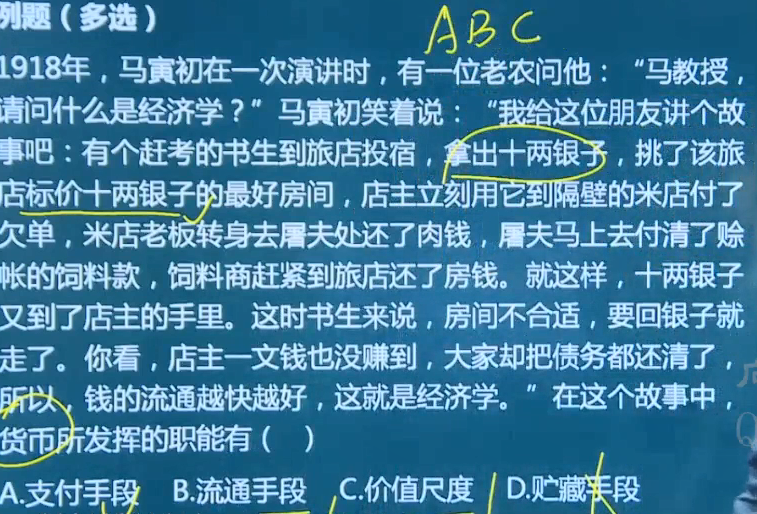 例题（多选）
ABC
1918年，马寅初在一次演讲时，有一位老农问他：“马教授，
请问什么是经济学？”马寅初笑着说：“我给这位朋友讲个故
事吧：有个赶考的书生到旅店投宿，拿出十两银子，挑了该旅
店标价十两银子的最好房间，店主立刻用它到隔壁的米店付了
欠单，米店老板转身去屠夫处还了肉钱，屠夫马上去付清了赊
帐的饲料款，饲料商赶紧到旅店还了房钱。就这样，十两银子
又到了店主的手里。这时书生来说，房间不合适，要回银子就
走了。你看，店主一文钱也没赚到，大家却把债务都还清了，
所以，钱的流通越快越好，这就是经济学。”在这个故事中，
货币所发挥的职能有（ ）
A.支付手段 B.流通手段 C.价值尺度 D.贮藏手段